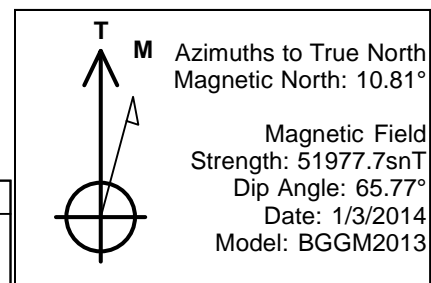 T
M
Azimuths to True North
Magnetic North: 10.81°
Magnetic Field
Strength: 51977.7snT
Dip Angle: 65.77°
Date: 1/3/2014
Model: BGGM2013